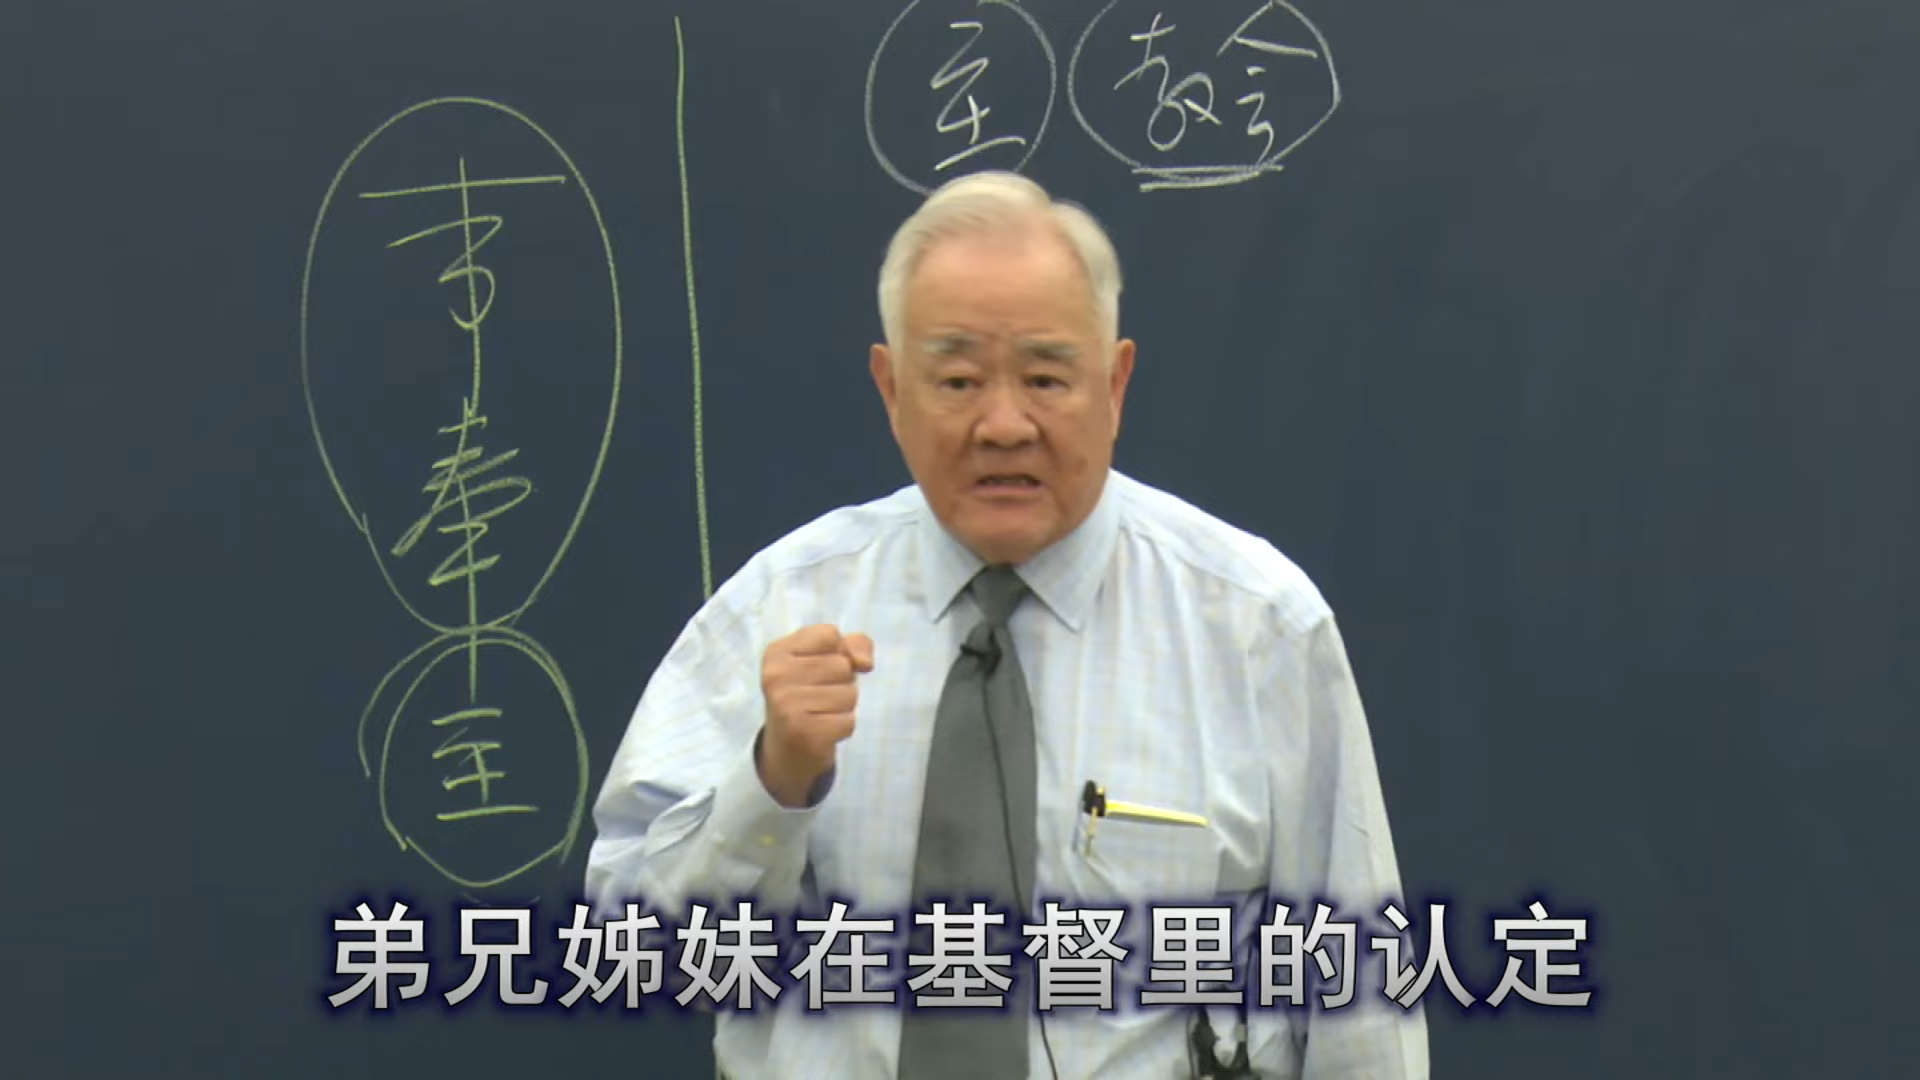 主 教会
事奉
主
弟兄姊妹在基督里的认定